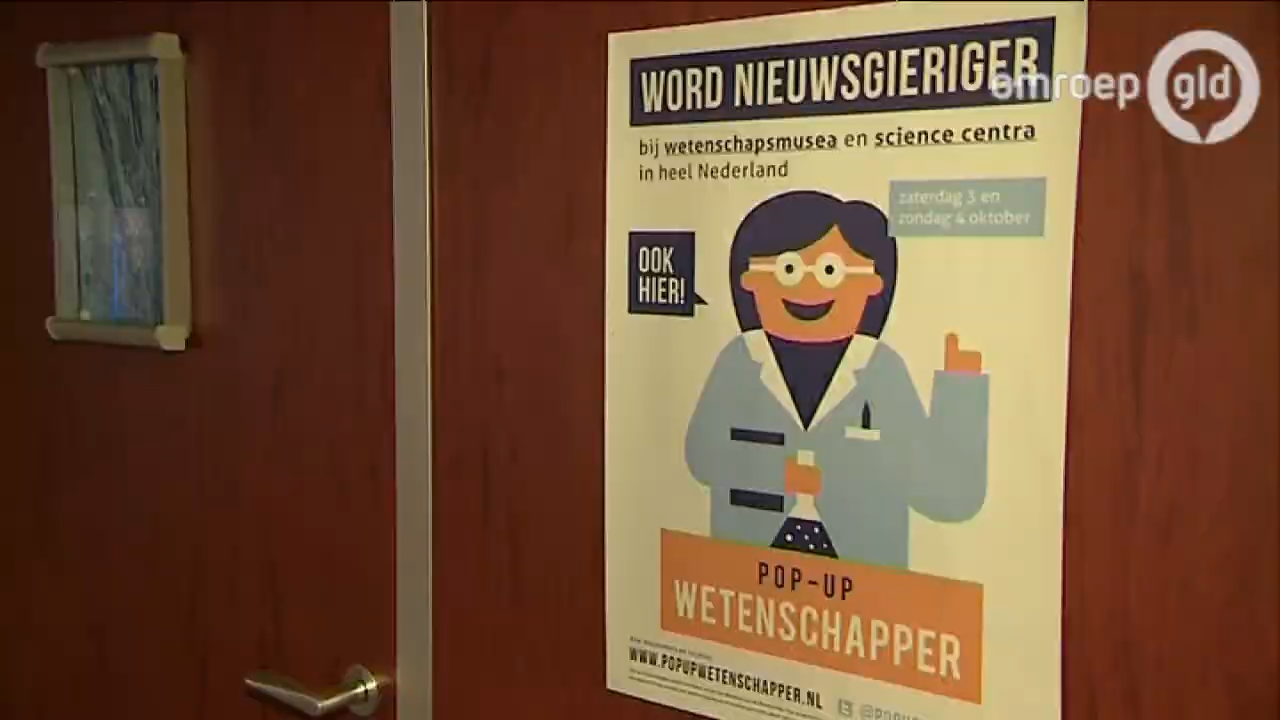 WORD NIEUWSGIERIGER
omroep gld
bij wetenschapsmusea en science centra
in heel Nederland
zaterdag 3 en
zondag 4 oktober
OOK
HIER!
POP-UP
WETENSCHAPPER
WWW.POPUPWETENSCHAPPER.NL